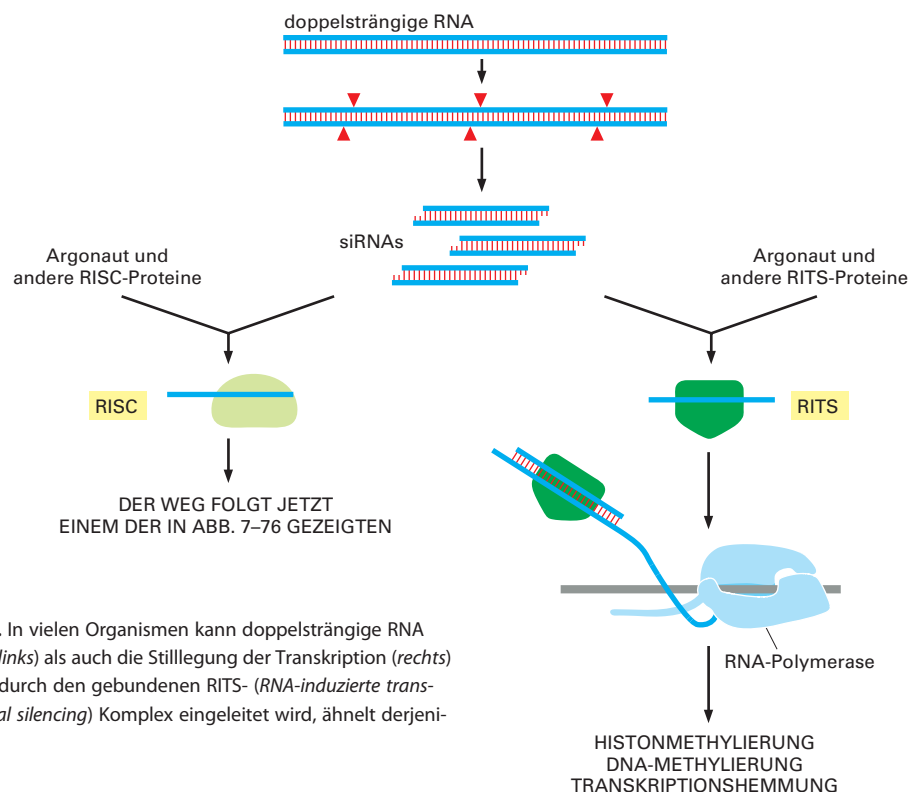 doppelsträngige RNA
siRNAs
Argonaut und
andere RISC-Proteine
Argonaut und
andere RITS-Proteine
RISC
RITS
DER WEG FOLGT JETZT
EINEM DER IN ABB. 7–76 GEZEIGTEN
RNA-Polymerase
. In vielen Organismen kann doppelsträngige RNA
links) als auch die Stilllegung der Transkription (rechts)
durch den gebundenen RITS- (RNA-induzierte trans-
al silencing) Komplex eingeleitet wird, ähnelt derjeni-
HISTONMETHYLIERUNG
DNA-METHYLIERUNG
TRANSKRIPTIONSHEMMUNG